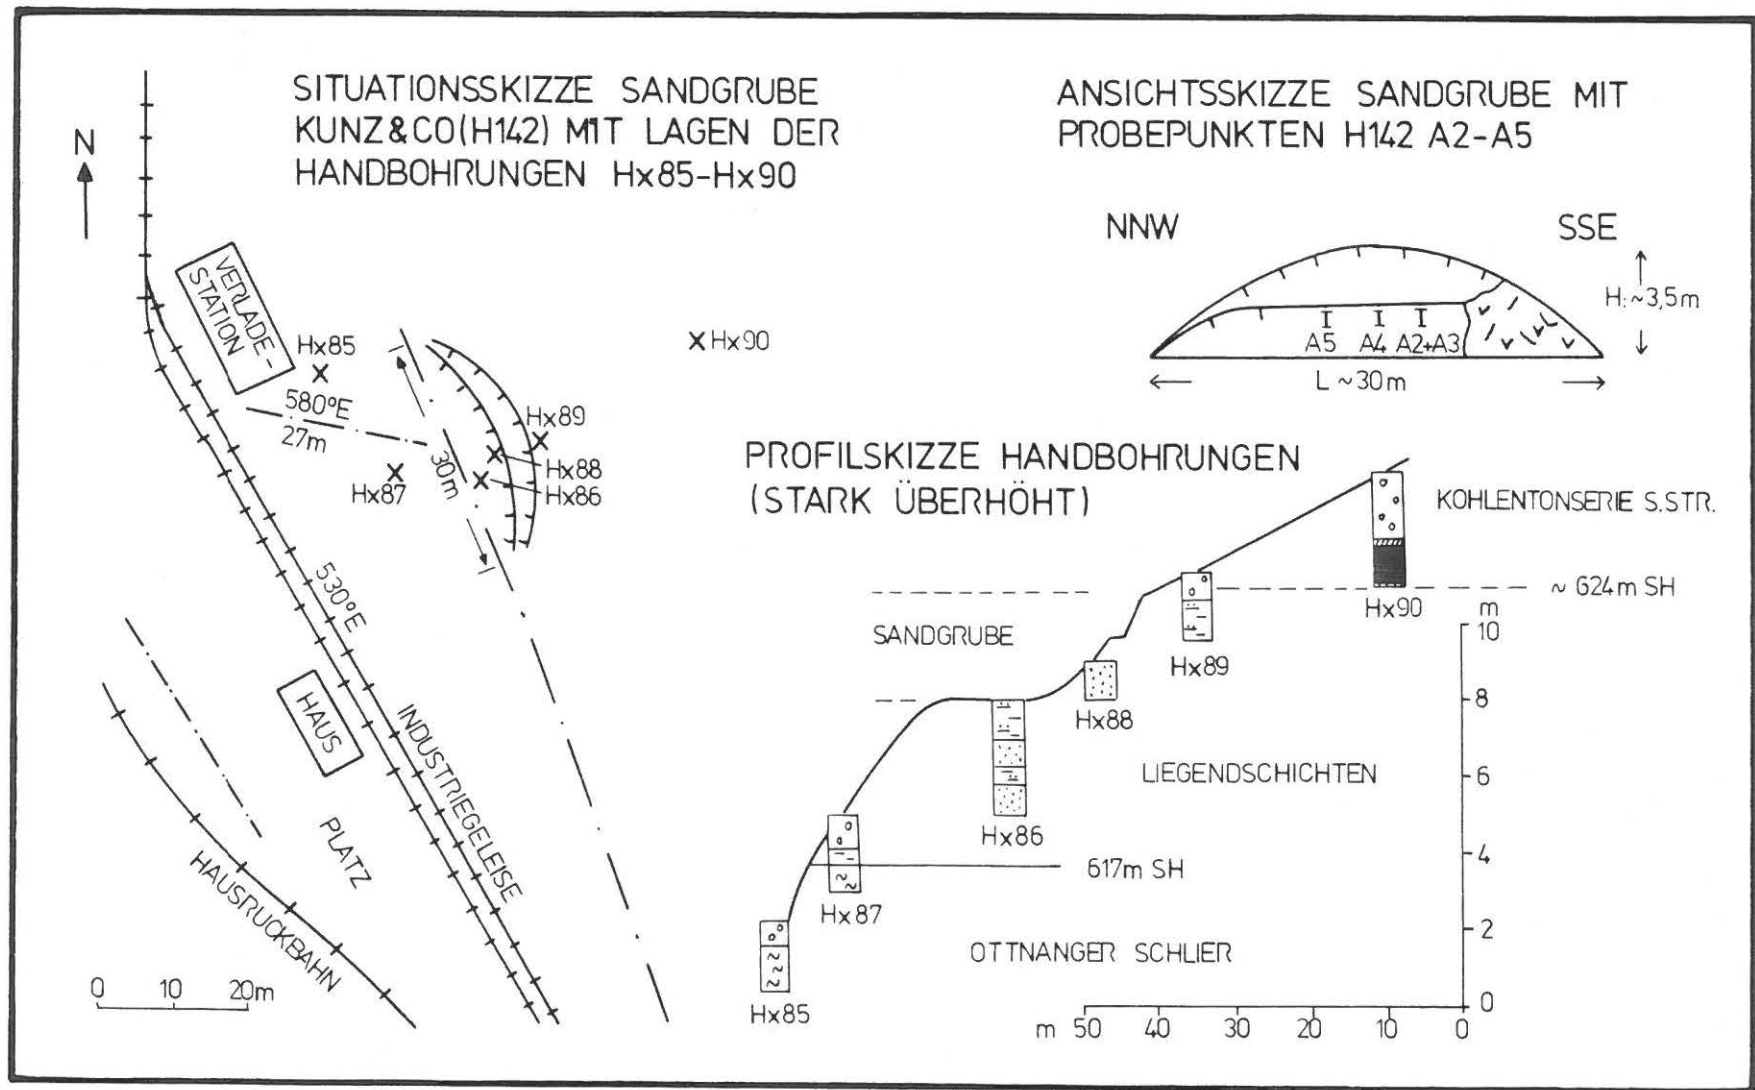 SITUATIONSSKIZZE SANDGRUBE
KUNZ&CO(H142) MIT LAGEN DER
HANDBOHRUNGEN Hx85-Hx90
N
VERLADE-
STATION
Hx85
580°E
27m
Hx87
30m
Hx89
Hx88
Hx86
Hx90
530°E
HAUS
INDUSTRIEGELEISE
PLATZ
HAUSRUCKBAHN
0 10 20m
ANSICHTSSKIZZE SANDGRUBE MIT
PROBEPUNKTEN H142 A2-A5
NNW SSE
H:~3,5m
A5 A4 A2+A3
L ~30m
PROFILSKIZZE HANDBOHRUNGEN
(STARK ÜBERHÖHT)
KOHLENTONSERIE S.STR.
~ 624m SH
Hx90
m
10
SANDGRUBE
Hx89
8
Hx88
LIEGENDSCHICHTEN
6
Hx86
4
617m SH
Hx87
2
OTTNANGER SCHLIER
0
Hx85
m 50 40 30 20 10 0